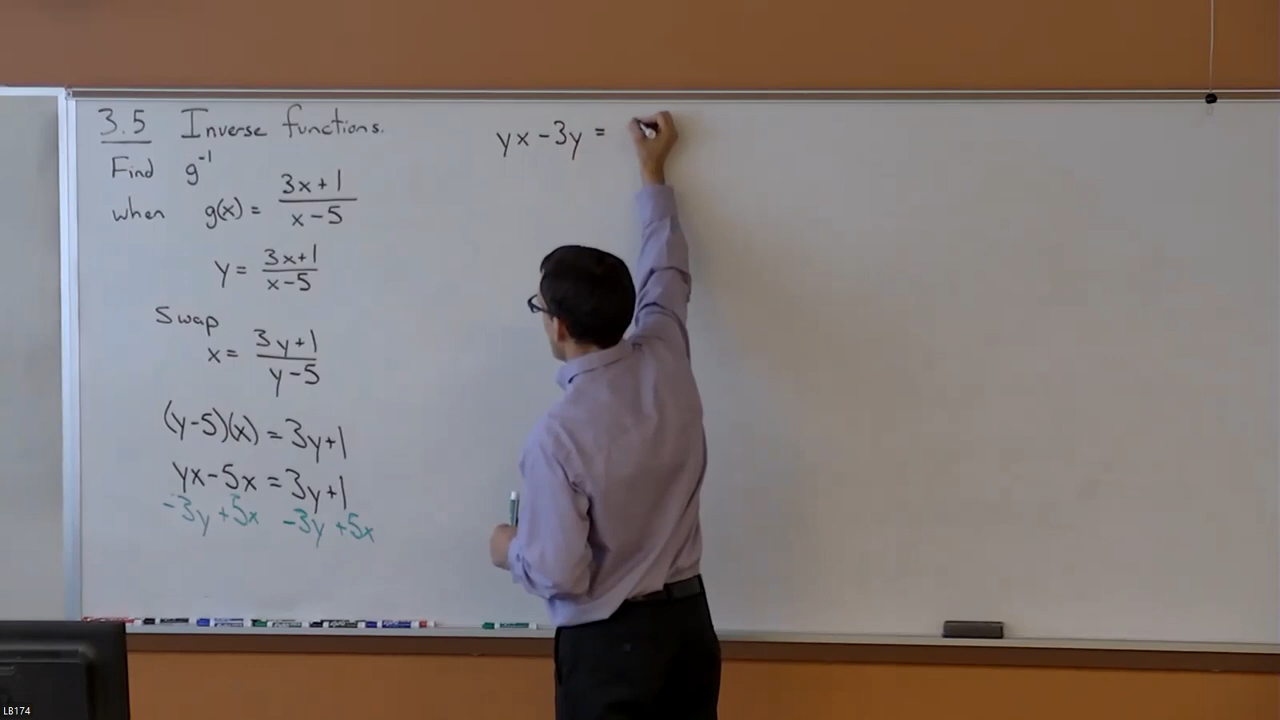 3.5 Inverse functions.
Find g⁻¹
when g(x) = (3x+1)/(x-5)
y = (3x+1)/(x-5)
Swap
x = (3y+1)/(y-5)
(y-5)(x) = 3y+1
yx-5x = 3y+1
-3y +5x -3y +5x
yx -3y =
LB174